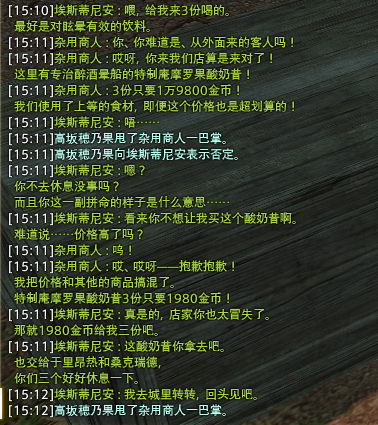 [15:10]埃斯蒂尼安：喂，给我来3份喝的。
最好是对眩晕有效的饮料。
[15:11]杂用商人：你、你难道是、从外面来的客人吗！
[15:11]杂用商人：哎呀，你来我们店算是来对了！
这里有专治醉酒晕船的特制庵摩罗果酸奶昔！
[15:11]杂用商人：3份只要1万9800金币！
我们使用了上等的食材，即便这个价格也是超划算的！
[15:11]埃斯蒂尼安：唔……
[15:11]高坂穗乃果甩了杂用商人一巴掌。
[15:11]高坂穗乃果向埃斯蒂尼安表示否定。
[15:11]埃斯蒂尼安：嗯？
你不去休息没事吗？
而且你这一副拼命的样子是什么意思……
[15:11]埃斯蒂尼安：看来你不想让我买这个酸奶昔啊。
难道说……价格高了吗？
[15:11]杂用商人：呜！
[15:11]杂用商人：哎、哎呀——抱歉抱歉！
我把价格和其他的商品搞混了。
特制庵摩罗果酸奶昔3份只要1980金币！
[15:11]埃斯蒂尼安：真是的，店家你也太冒失了。
那就1980金币给我三份吧。
[15:11]埃斯蒂尼安：这酸奶昔你拿去吧。
也交给于里昂热和桑克瑞德，
你们三个好好休息一下。
[15:12]埃斯蒂尼安：我去城里转转，回头见吧。
[15:12]高坂穗乃果甩了杂用商人一巴掌。